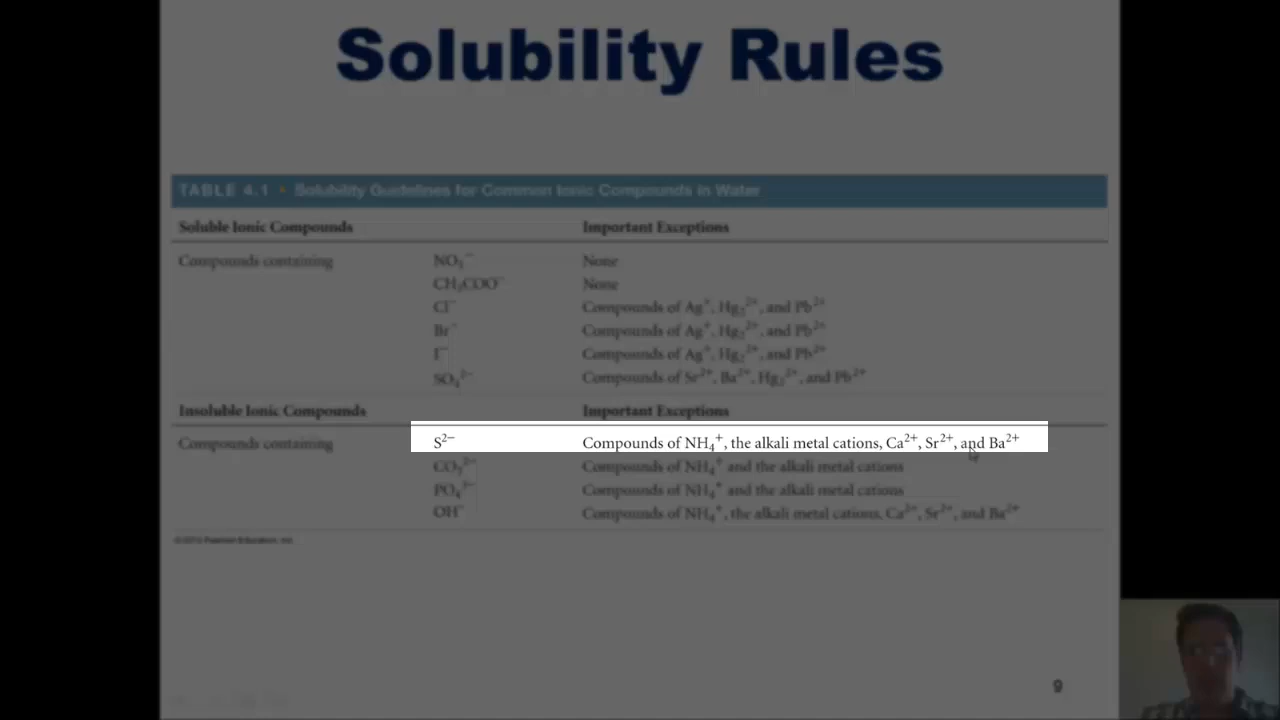 Solubility Rules
TABLE 4.1 • Solubility Guidelines for Common Ionic Compounds in Water
Soluble Ionic Compounds Important Exceptions
Compounds containing NO₃⁻ None
CH₃COO⁻ None
Cl⁻ Compounds of Ag⁺, Hg₂²⁺, and Pb²⁺
Br⁻ Compounds of Ag⁺, Hg₂²⁺, and Pb²⁺
I⁻ Compounds of Ag⁺, Hg₂²⁺, and Pb²⁺
SO₄²⁻ Compounds of Sr²⁺, Ba²⁺, Hg₂²⁺, and Pb²⁺
Insoluble Ionic Compounds Important Exceptions
Compounds containing S²⁻ Compounds of NH₄⁺, the alkali metal cations, Ca²⁺, Sr²⁺, and Ba²⁺
CO₃²⁻ Compounds of NH₄⁺ and the alkali metal cations
PO₄³⁻ Compounds of NH₄⁺ and the alkali metal cations
OH⁻ Compounds of NH₄⁺, the alkali metal cations, Ca²⁺, Sr²⁺, and Ba²⁺
Pearson Education, Inc.
9